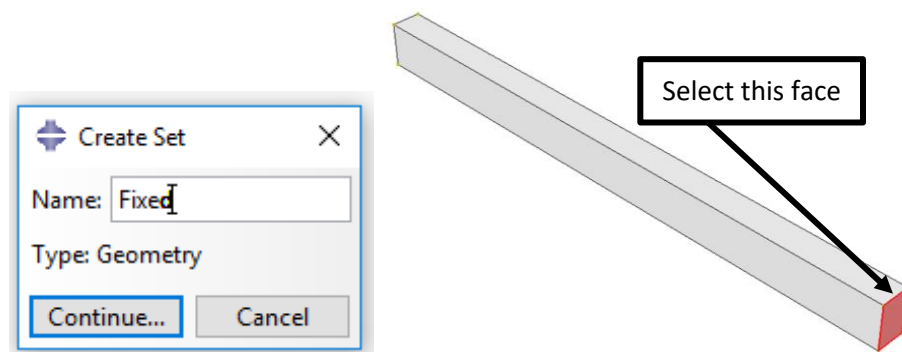 Create Set
Name: Fixed
Type: Geometry
Continue... Cancel
Select this face